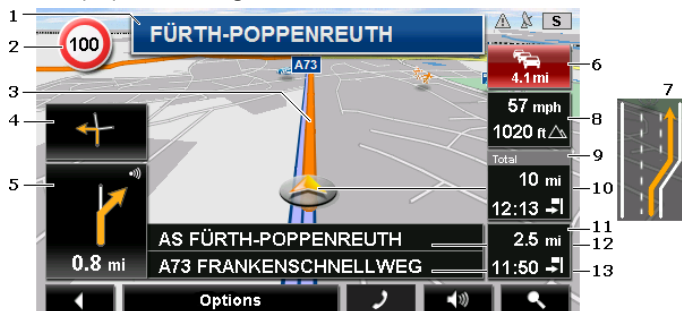 1
FÜRTH-POPPENREUTH
S
2
100
A73
4.1 mi
6
7
3
57 mph
8
1020 ft
4
Total
9
5
10 mi
10
12:13
11
AS FÜRTH-POPPENREUTH
2.5 mi
12
0.8 mi
A73 FRANKENSCHNELLWEG
11:50
13
Options